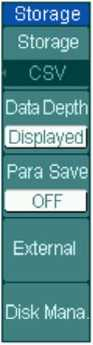 Storage
Storage
CSV
Data Depth
Displayed
Para Save
OFF
External
Disk Mana.